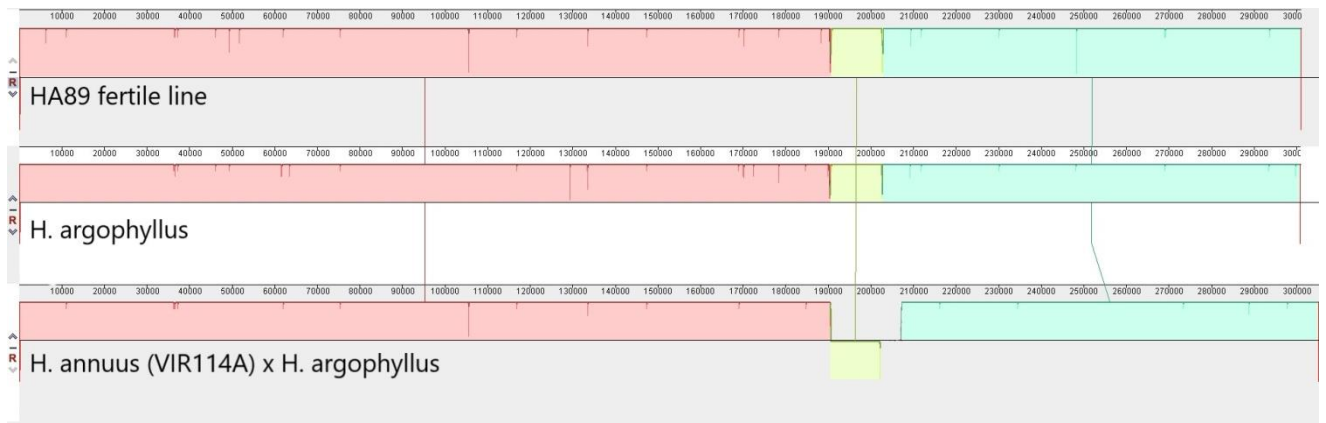 10000 20000 30000 40000 50000 60000 70000 80000 90000 100000 110000 120000 130000 140000 150000 160000 170000 180000 190000 200000 210000 220000 230000 240000 250000 260000 270000 280000 290000 3000
R
HA89 fertile line
10000 20000 30000 40000 50000 60000 70000 80000 90000 100000 110000 120000 130000 140000 150000 160000 170000 180000 190000 200000 210000 220000 230000 240000 250000 260000 270000 280000 290000 300
R
H. argophyllus
10000 20000 30000 40000 50000 60000 70000 80000 90000 100000 110000 120000 130000 140000 150000 160000 170000 180000 190000 200000 210000 220000 230000 240000 250000 260000 270000 280000 290000 300000
R
H. annuus (VIR114A) x H. argophyllus